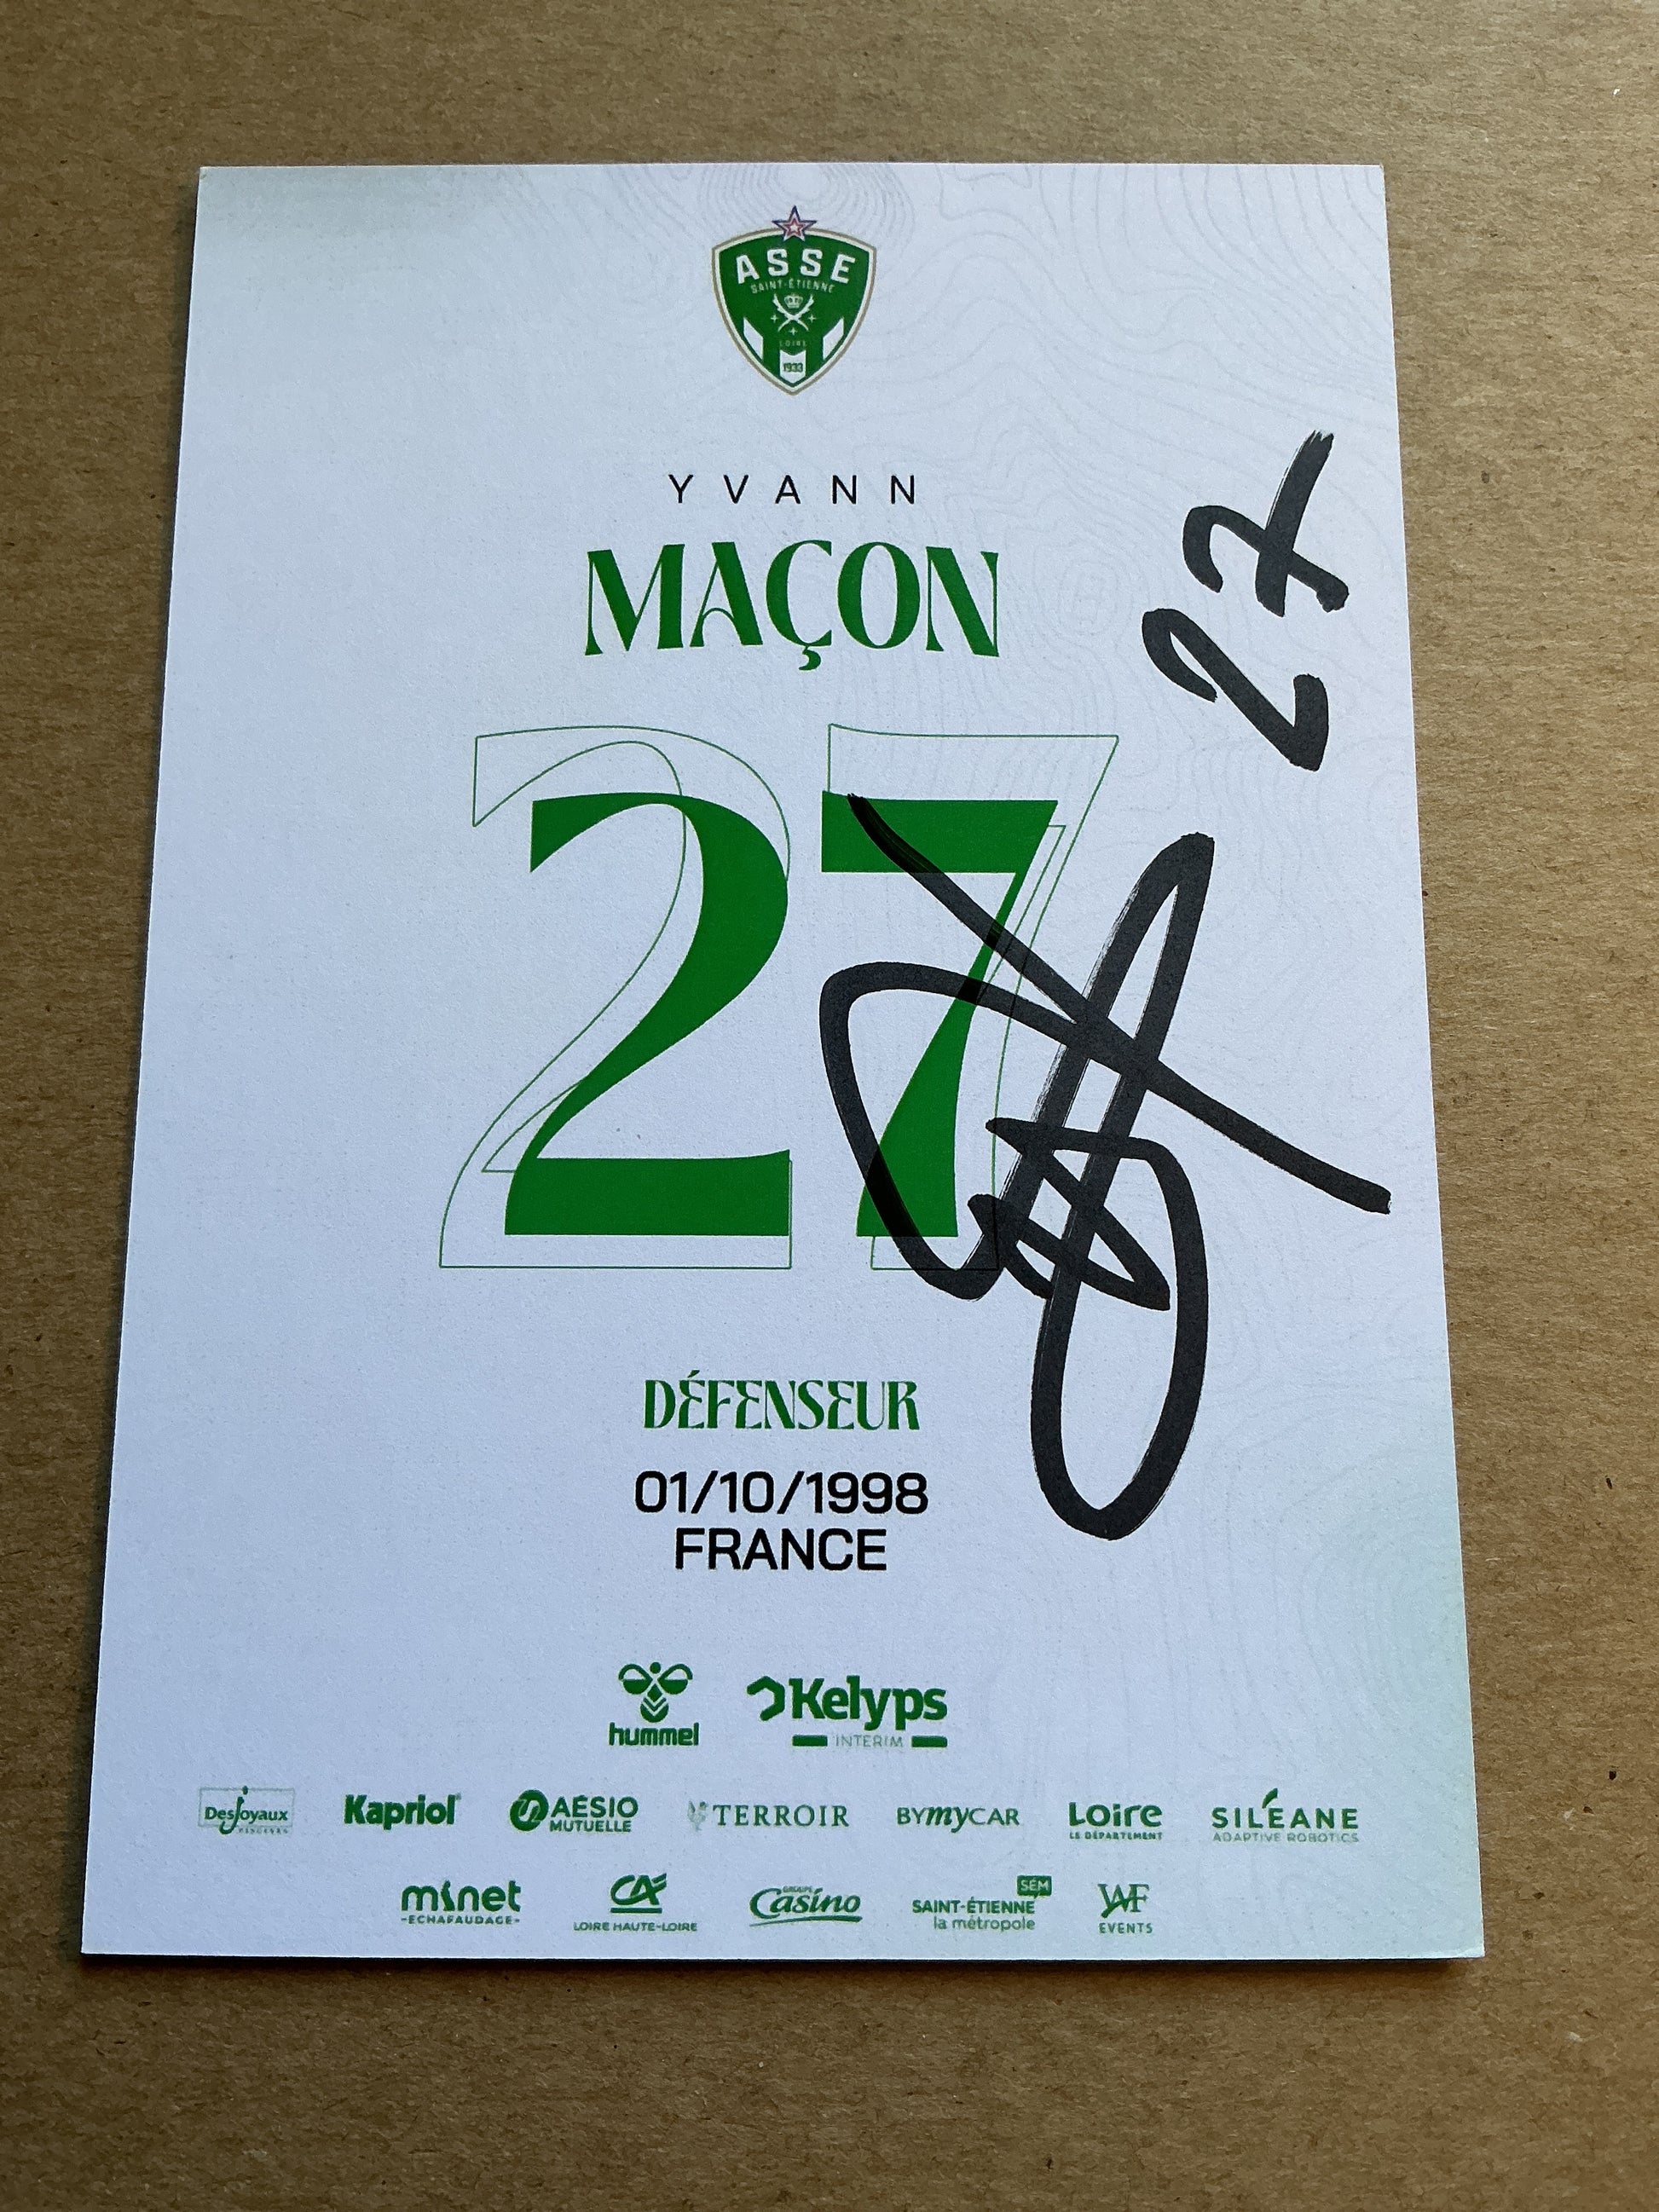 ASSE
SAINT-ÉTIENNE
LOIRE
1933
YVANN
MAÇON
27
27
DÉFENSEUR
01/10/1998
FRANCE
hummel Kelyps
INTERIM
Desjoyaux Kapriol AÉSIO TERROIR BYmyCAR Loire SILÉANE
PISCINES MUTUELLE LE DÉPARTEMENT ADAPTIVE ROBOTICS
minet CA GROUPE Casino SÉM SAINT-ÉTIENNE
-ECHAFAUDAGE- LOIRE HAUTE-LOIRE la métropole EVENTS